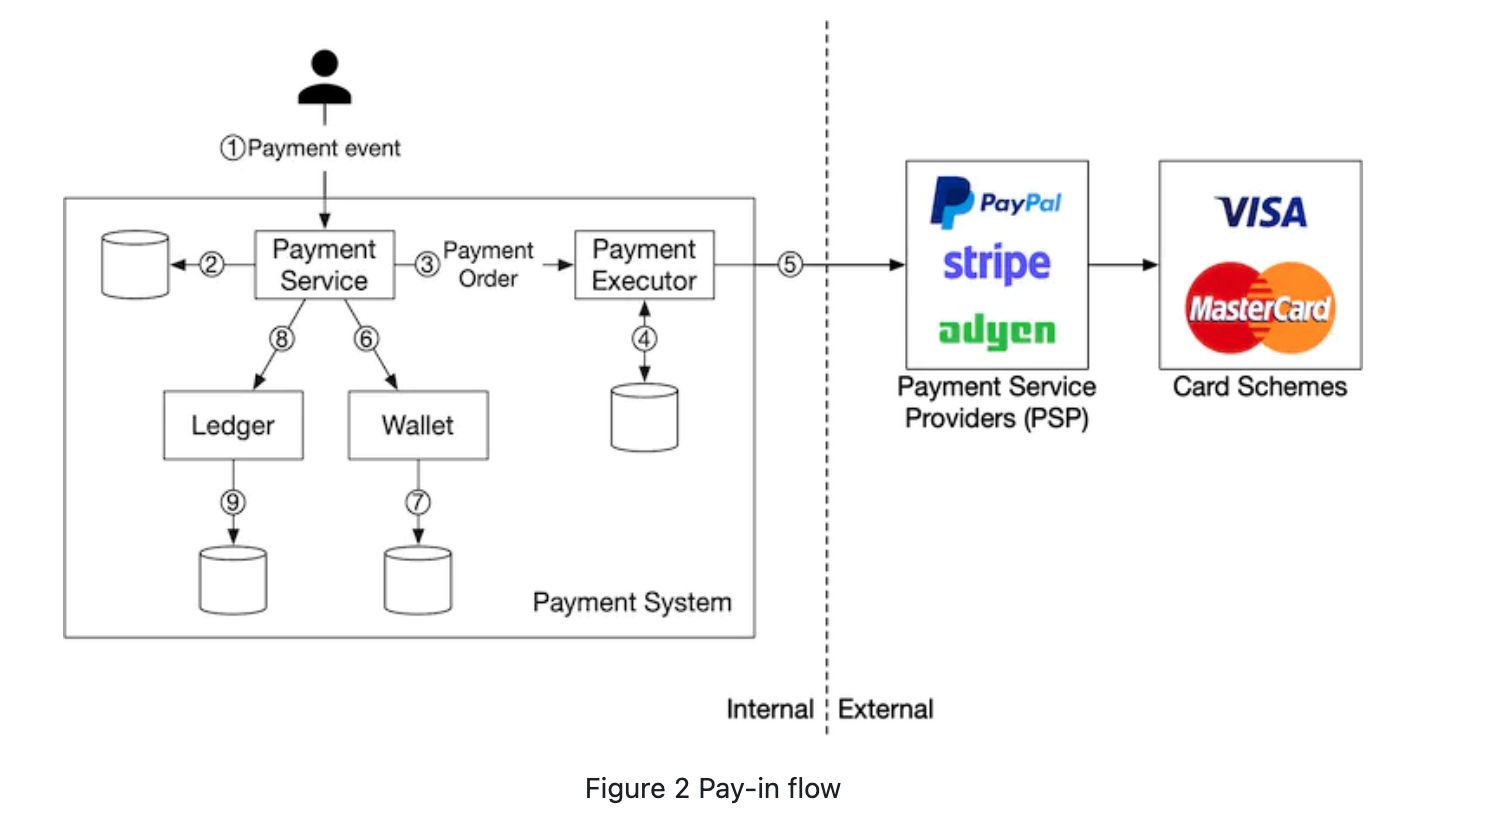 ①Payment event
Payment
Service
②
③
Payment
Order
Payment
Executor
⑤
PayPal
stripe
adyen
VISA
MasterCard
Payment Service
Providers (PSP)
Card Schemes
⑧
⑥
④
Ledger
Wallet
⑨
⑦
Payment System
Internal
External
Figure 2 Pay-in flow